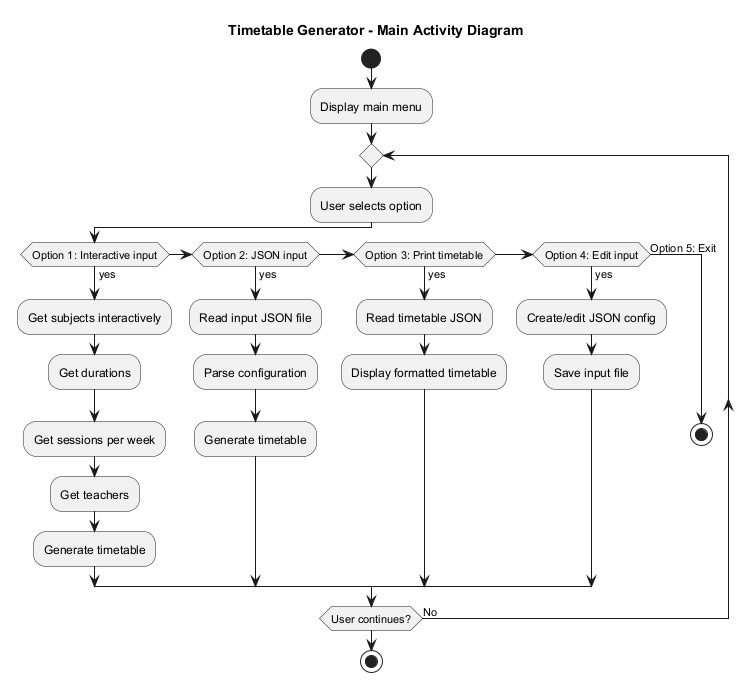 Timetable Generator - Main Activity Diagram
Display main menu
User selects option
Option 1: Interactive input
Option 2: JSON input
Option 3: Print timetable
Option 4: Edit input
Option 5: Exit
yes
yes
yes
yes
Get subjects interactively
Read input JSON file
Read timetable JSON
Create/edit JSON config
Get durations
Parse configuration
Display formatted timetable
Save input file
Get sessions per week
Generate timetable
Get teachers
Generate timetable
User continues?
No